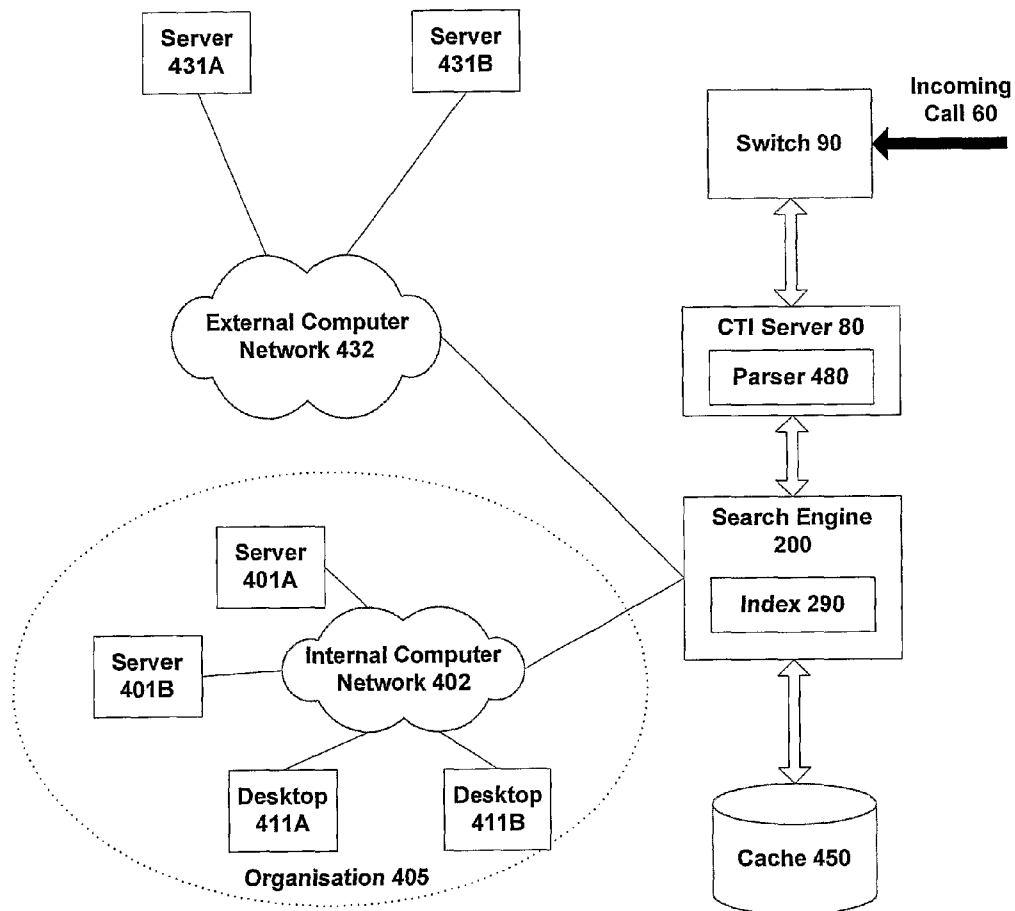 Server
431A
Server
431B
Incoming
Call 60
Switch 90
External Computer
Network 432
CTI Server 80
Parser 480
Search Engine
200
Index 290
Server
401A
Server
401B
Internal Computer
Network 402
Desktop
411A
Desktop
411B
Organisation 405
Cache 450